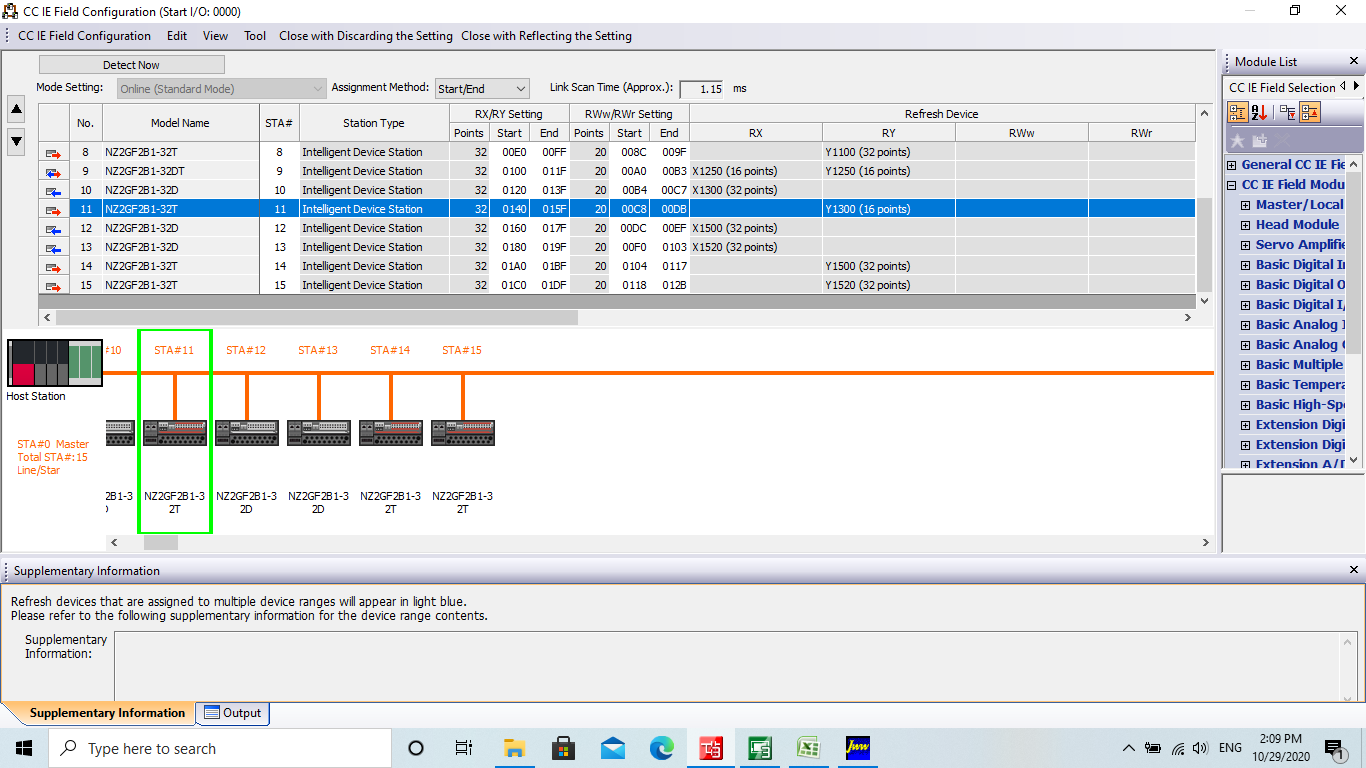 CC IE Field Configuration (Start I/O: 0000)
CC IE Field Configuration Edit View Tool Close with Discarding the Setting Close with Reflecting the Setting
Detect Now
Mode Setting: Online (Standard Mode) Assignment Method: Start/End Link Scan Time (Approx.): 1.15 ms
No. Model Name STA# Station Type RX/RY Setting RWw/RWr Setting Refresh Device
Points Start End Points Start End RX RY RWw RWr
8 NZ2GF2B1-32T 8 Intelligent Device Station 32 00E0 00FF 20 008C 009F Y1100 (32 points)
9 NZ2GF2B1-32DT 9 Intelligent Device Station 32 0100 011F 20 00A0 00B3 X1250 (16 points) Y1250 (16 points)
10 NZ2GF2B1-32D 10 Intelligent Device Station 32 0120 013F 20 00B4 00C7 X1300 (32 points)
11 NZ2GF2B1-32T 11 Intelligent Device Station 32 0140 015F 20 00C8 00DB Y1300 (16 points)
12 NZ2GF2B1-32D 12 Intelligent Device Station 32 0160 017F 20 00DC 00EF X1500 (32 points)
13 NZ2GF2B1-32D 13 Intelligent Device Station 32 0180 019F 20 00F0 0103 X1520 (32 points)
14 NZ2GF2B1-32T 14 Intelligent Device Station 32 01A0 01BF 20 0104 0117 Y1500 (32 points)
15 NZ2GF2B1-32T 15 Intelligent Device Station 32 01C0 01DF 20 0118 012B Y1520 (32 points)
#10 STA#11 STA#12 STA#13 STA#14 STA#15
Host Station
STA#0 Master
Total STA#:15
Line/Star
2B1-3 NZ2GF2B1-3 NZ2GF2B1-3 NZ2GF2B1-3 NZ2GF2B1-3 NZ2GF2B1-3
2T 2D 2D 2T 2T
Module List
CC IE Field Selection
General CC IE Fie
CC IE Field Modu
Master/Local
Head Module
Servo Amplifie
Basic Digital I
Basic Digital O
Basic Digital I/
Basic Analog I
Basic Analog
Basic Multiple
Basic Tempera
Basic High-Sp
Extension Digi
Extension Digi
Extension A/
Supplementary Information
Refresh devices that are assigned to multiple device ranges will appear in light blue.
Please refer to the following supplementary information for the device range contents.
Supplementary
Information:
Supplementary Information Output
Type here to search
Jww
ENG
2:09 PM
10/29/2020
1